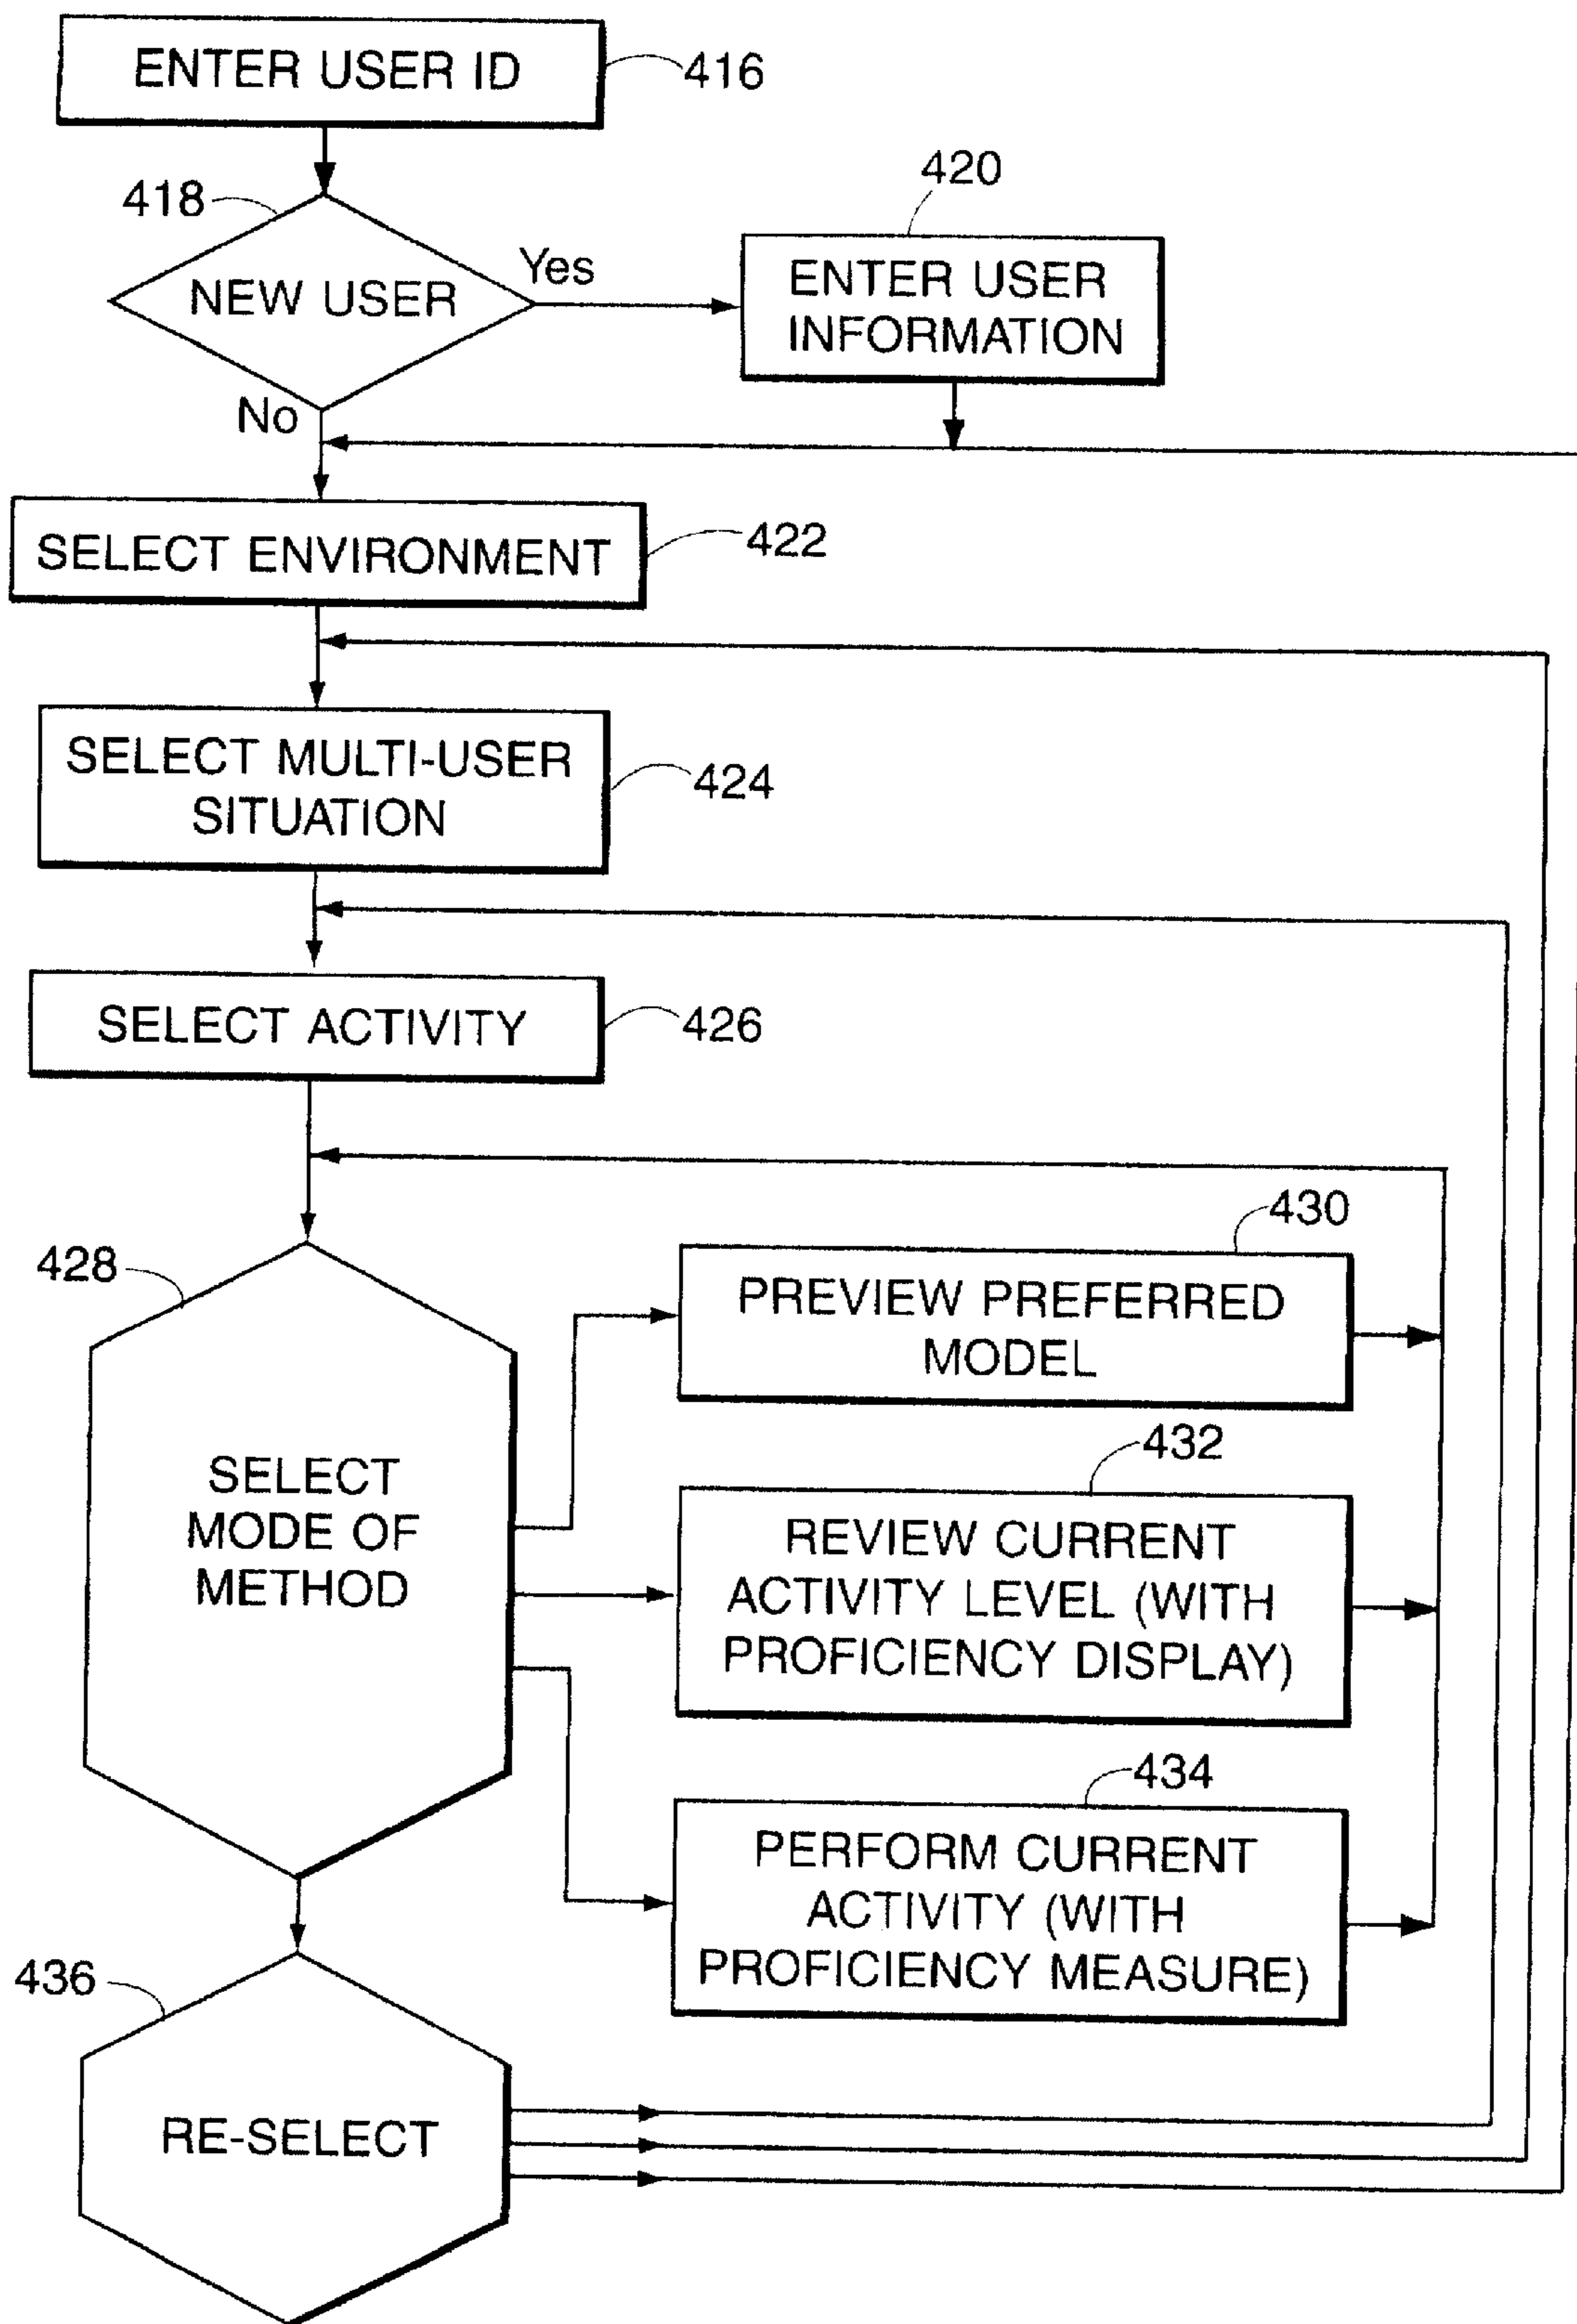 ENTER USER ID
416
418
NEW USER
Yes
No
420
ENTER USER
INFORMATION
SELECT ENVIRONMENT
422
SELECT MULTI-USER
SITUATION
424
SELECT ACTIVITY
426
428
SELECT
MODE OF
METHOD
430
PREVIEW PREFERRED
MODEL
432
REVIEW CURRENT
ACTIVITY LEVEL (WITH
PROFICIENCY DISPLAY)
434
PERFORM CURRENT
ACTIVITY (WITH
PROFICIENCY MEASURE)
436
RE-SELECT